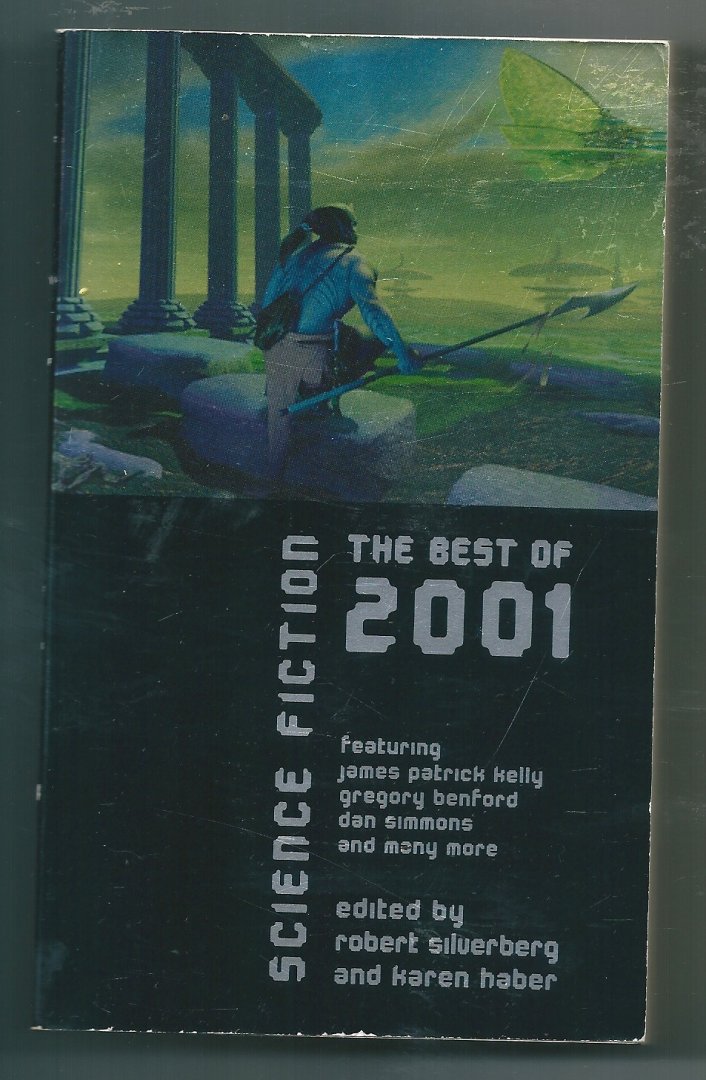 SCIENCE FICTION
THE BEST OF
2001
featuring
james patrick kelly
gregory benford
dan simmons
and many more
edited by
robert silverberg
and karen haber